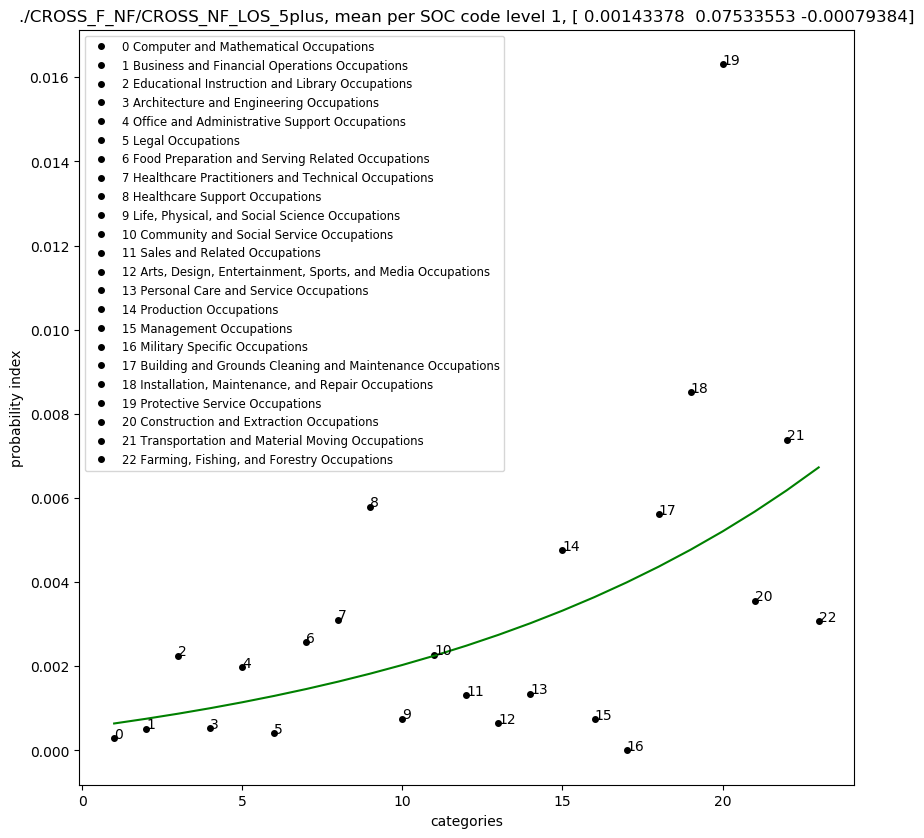 ./CROSS_F_NF/CROSS_NF_LOS_5plus, mean per SOC code level 1, [ 0.00143378  0.07533553 -0.00079384]
0 Computer and Mathematical Occupations
1 Business and Financial Operations Occupations
2 Educational Instruction and Library Occupations
3 Architecture and Engineering Occupations
4 Office and Administrative Support Occupations
5 Legal Occupations
6 Food Preparation and Serving Related Occupations
7 Healthcare Practitioners and Technical Occupations
8 Healthcare Support Occupations
9 Life, Physical, and Social Science Occupations
10 Community and Social Service Occupations
11 Sales and Related Occupations
12 Arts, Design, Entertainment, Sports, and Media Occupations
13 Personal Care and Service Occupations
14 Production Occupations
15 Management Occupations
16 Military Specific Occupations
17 Building and Grounds Cleaning and Maintenance Occupations
18 Installation, Maintenance, and Repair Occupations
19 Protective Service Occupations
20 Construction and Extraction Occupations
21 Transportation and Material Moving Occupations
22 Farming, Fishing, and Forestry Occupations
probability index
0.016
0.014
0.012
0.010
0.008
0.006
0.004
0.002
0.000
0
1
2
3
4
5
6
7
8
9
10
11
12
13
14
15
16
17
18
19
20
21
22
0
5
10
15
20
categories